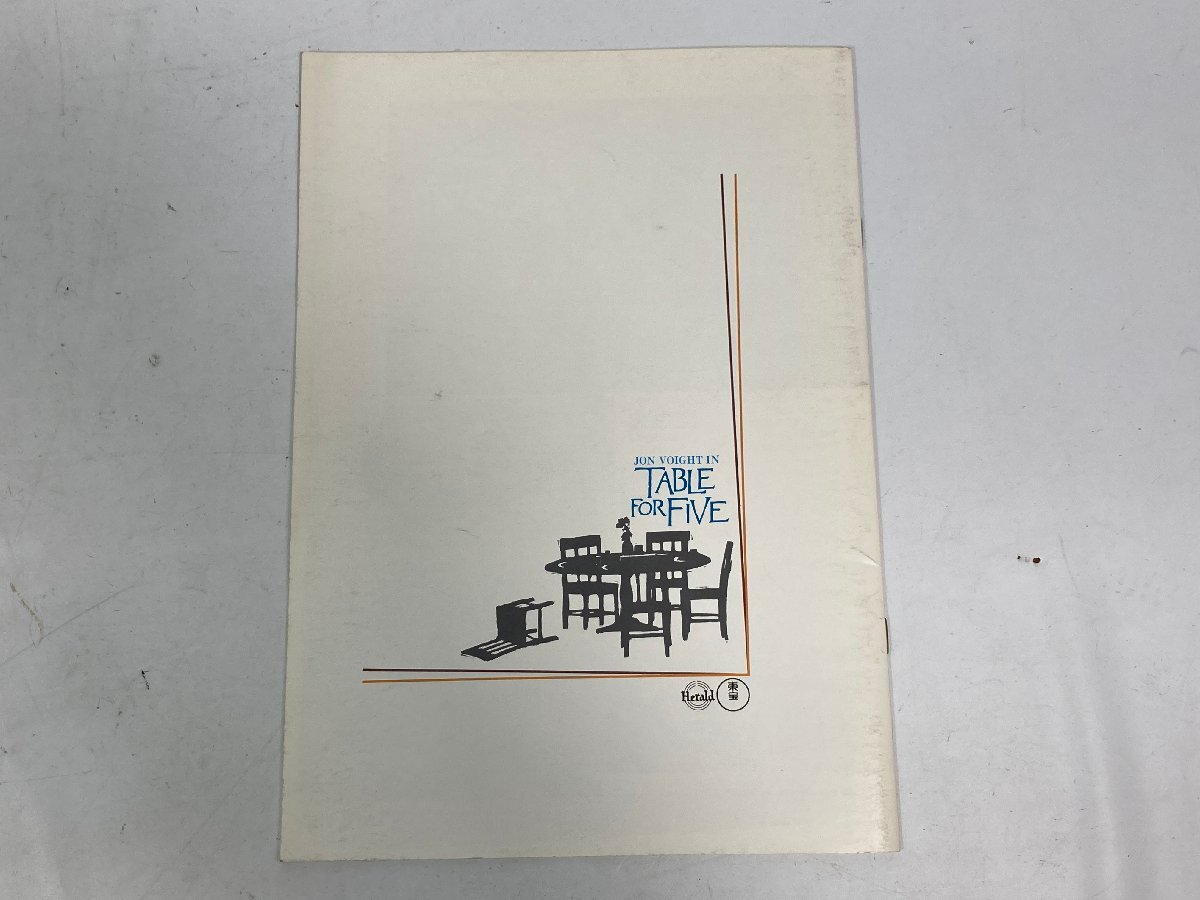 JON VOIGHT IN
TABLE
FOR FIVE
Herald
東宝